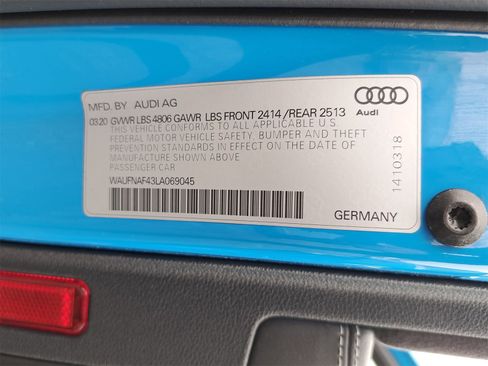 MFD. BY AUDI AG
03.20 GVWR LBS 4806 GAWR LBS FRONT 2414 /REAR 2513
THIS VEHICLE CONFORMS TO ALL APPLICABLE U.S.
FEDERAL MOTOR VEHICLE SAFETY, BUMPER AND THEFT
PREVENTION STANDARDS IN EFFECT ON THE DATE OF
MANUFACTURE SHOWN ABOVE
PASSENGER CAR
WAUFNAF43LA069045
Audi
1410318
GERMANY